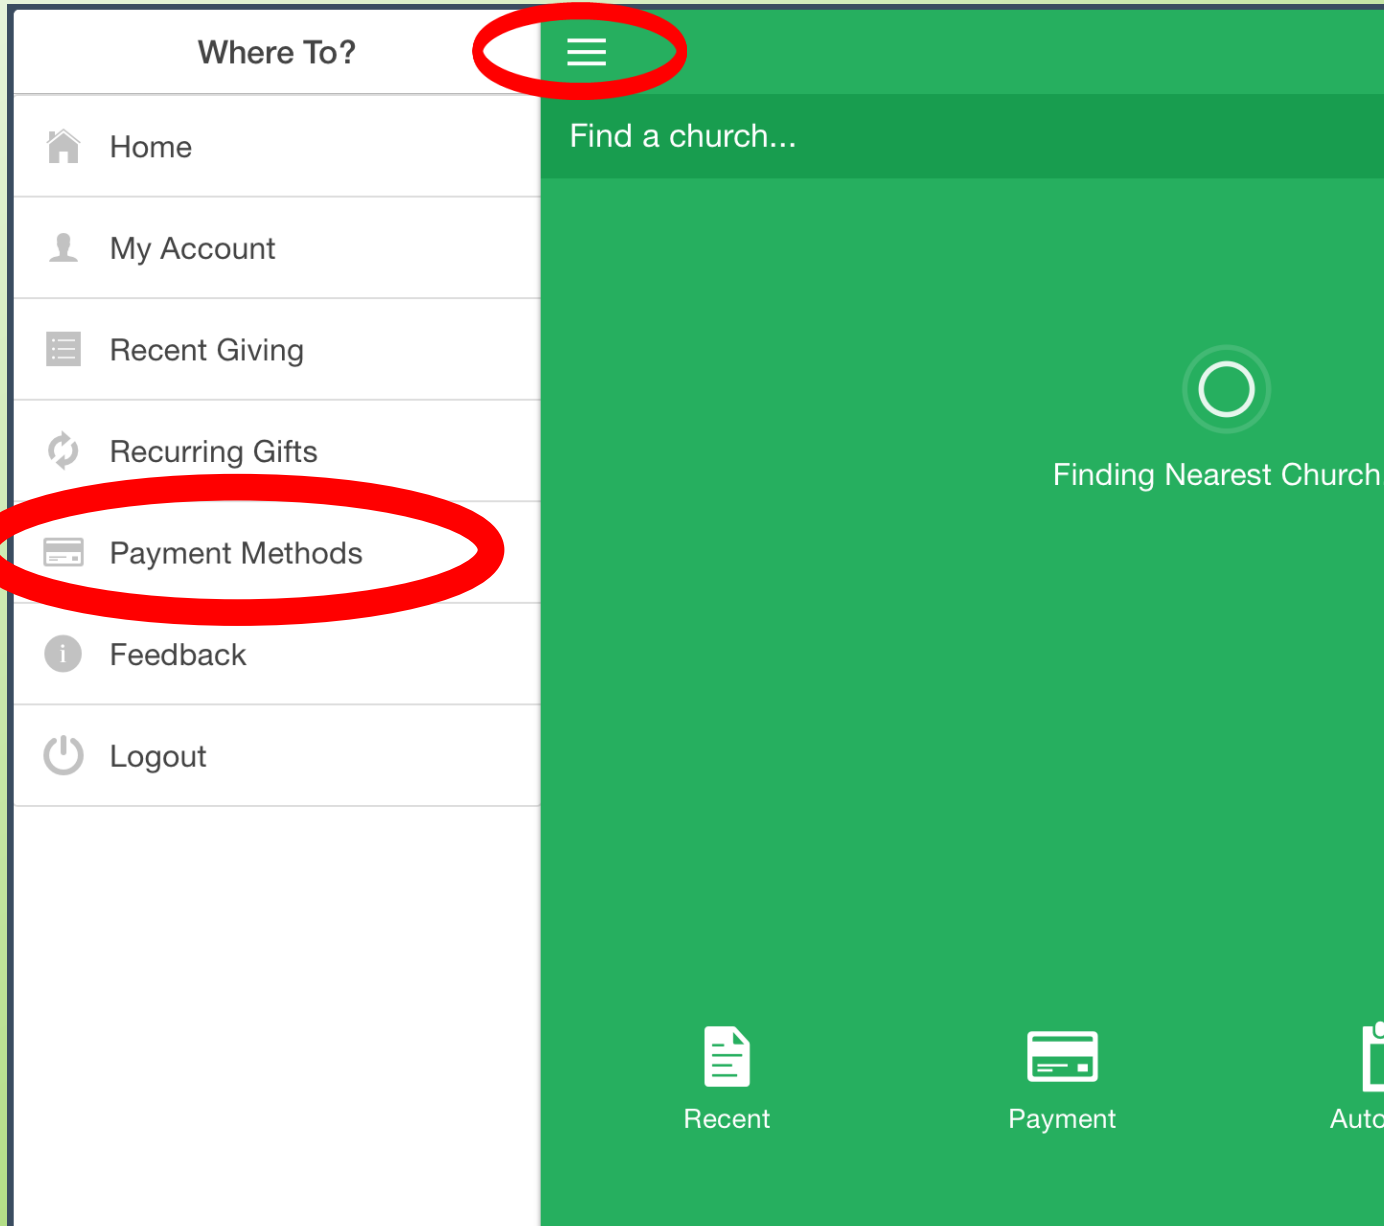 Where To?
Home
My Account
Recent Giving
Recurring Gifts
Payment Methods
Feedback
Logout
Find a church...
Finding Nearest Church
Recent
Payment
Auto